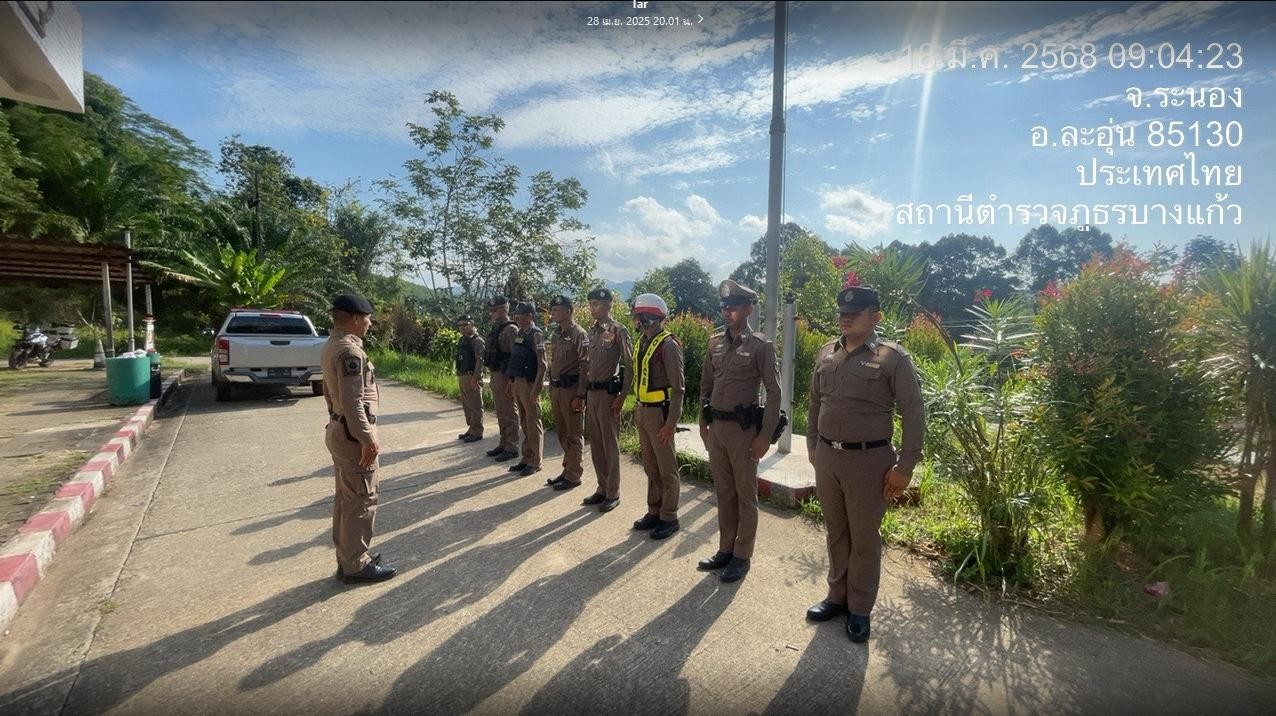 Tar
28 เม.ย. 2025 20.01 น.
18 มี.ค. 2568 09:04:23
จ.ระนอง
อ.ละอุ่น 85130
ประเทศไทย
สถานีตำรวจภูธรบางแก้ว